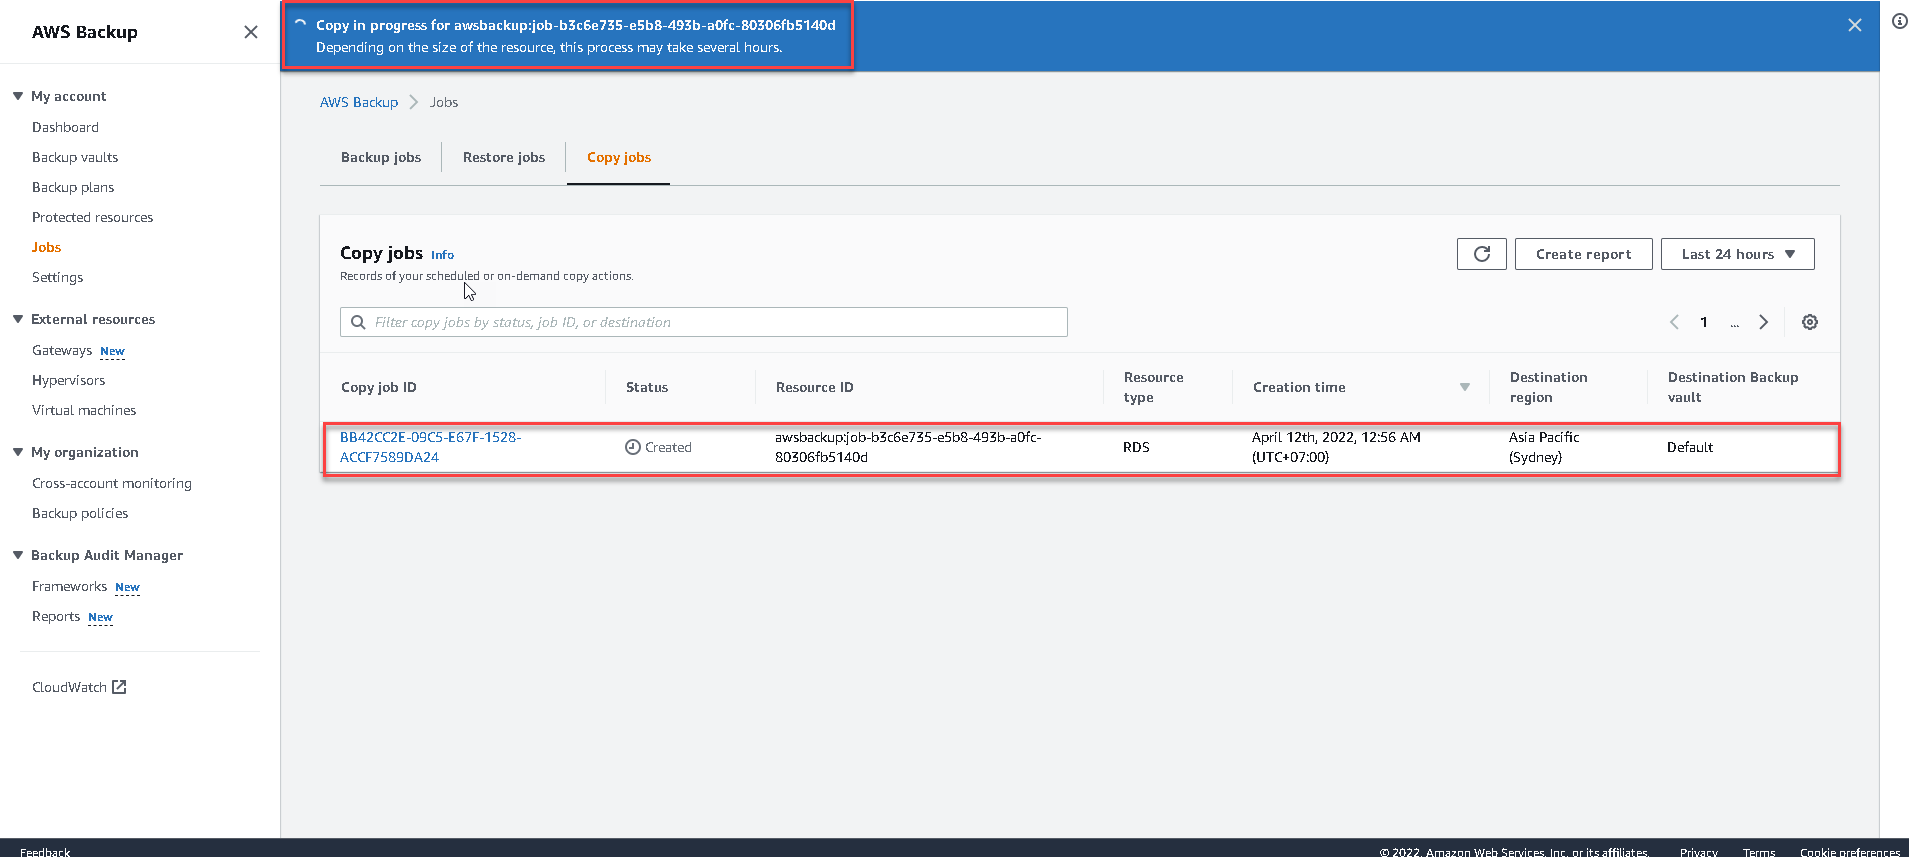 AWS Backup
My account
Dashboard
Backup vaults
Backup plans
Protected resources
Jobs
Settings
External resources
Gateways New
Hypervisors
Virtual machines
My organization
Cross-account monitoring
Backup policies
Backup Audit Manager
Frameworks New
Reports New
CloudWatch
Copy in progress for awsbackup:job-b3c6e735-e5b8-493b-a0fc-80306fb5140d
Depending on the size of the resource, this process may take several hours.
AWS Backup Jobs
Backup jobs Restore jobs Copy jobs
Copy jobs Info
Records of your scheduled or on-demand copy actions.
Create report Last 24 hours
Filter copy jobs by status, job ID, or destination
1 ...
Copy job ID Status Resource ID Resource type Creation time Destination region Destination Backup vault
BB42CC2E-09C5-E67F-1528-ACCF7589DA24 Created awsbackup:job-b3c6e735-e5b8-493b-a0fc-80306fb5140d RDS April 12th, 2022, 12:56 AM (UTC+07:00) Asia Pacific (Sydney) Default
Feedback © 2022, Amazon Web Services, Inc. or its affiliates. Privacy Terms Cookie preferences